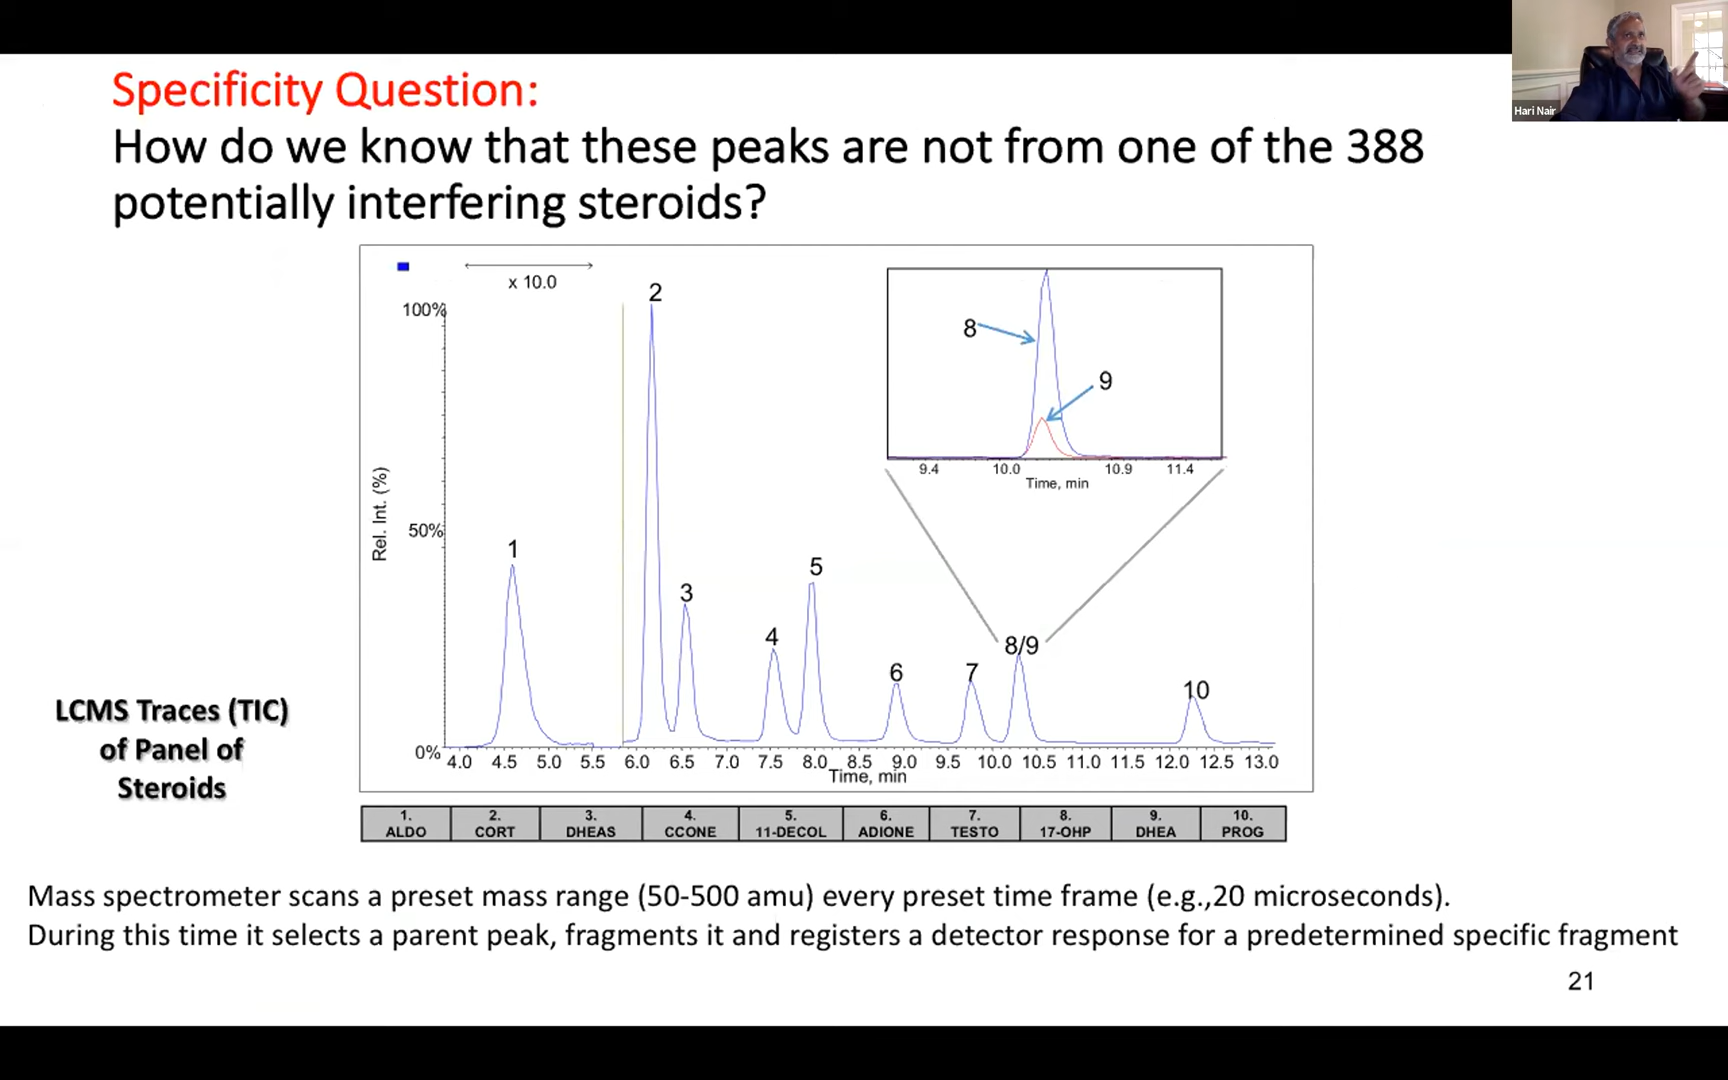 Specificity Question:
How do we know that these peaks are not from one of the 388
potentially interfering steroids?
Hari Nair
x 10.0
100%
50%
0%
Rel. Int. (%)
1
2
3
4
5
6
7
8/9
10
8
9
9.4 10.0 10.9 11.4
Time, min
4.0 4.5 5.0 5.5 6.0 6.5 7.0 7.5 8.0 8.5 9.0 9.5 10.0 10.5 11.0 11.5 12.0 12.5 13.0
Time, min
LCMS Traces (TIC)
of Panel of
Steroids
1. 2. 3. 4. 5. 6. 7. 8. 9. 10.
ALDO CORT DHEAS CCONE 11-DECOL ADIONE TESTO 17-OHP DHEA PROG
Mass spectrometer scans a preset mass range (50-500 amu) every preset time frame (e.g.,20 microseconds).
During this time it selects a parent peak, fragments it and registers a detector response for a predetermined specific fragment
21